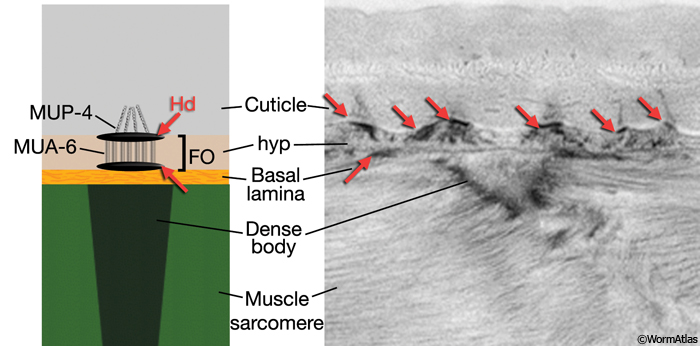 Hd
MUP-4
Cuticle
MUA-6
FO
hyp
Basal
lamina
Dense
body
Muscle
sarcomere
©WormAtlas